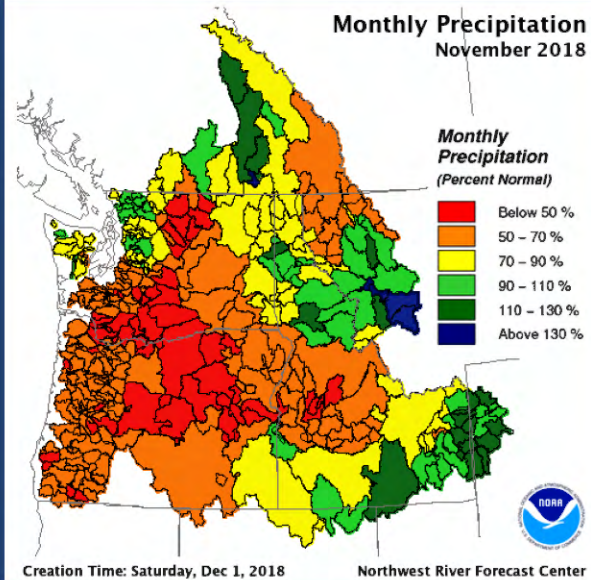 Monthly Precipitation
November 2018
Monthly
Precipitation
(Percent Normal)
Below 50 %
50 - 70 %
70 - 90 %
90 - 110 %
110 - 130 %
Above 130 %
NOAA
Creation Time: Saturday, Dec 1, 2018
Northwest River Forecast Center